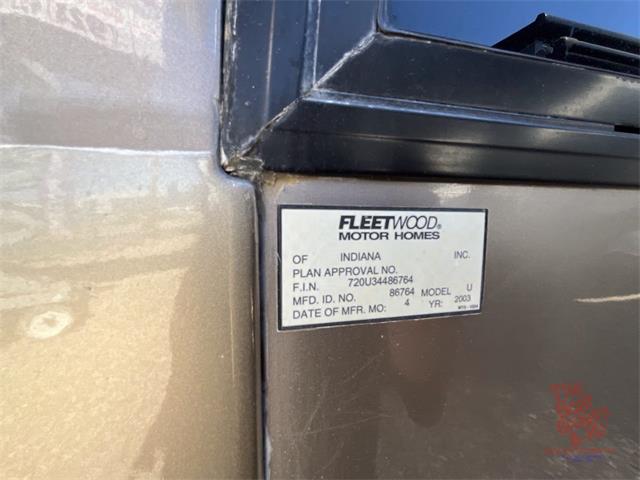 FLEETWOOD®
MOTOR HOMES
OF INDIANA INC.
PLAN APPROVAL NO.
F.I.N. 720U34486764
MFD. ID. NO. 86764 MODEL U
DATE OF MFR. MO: 4 YR: 2003